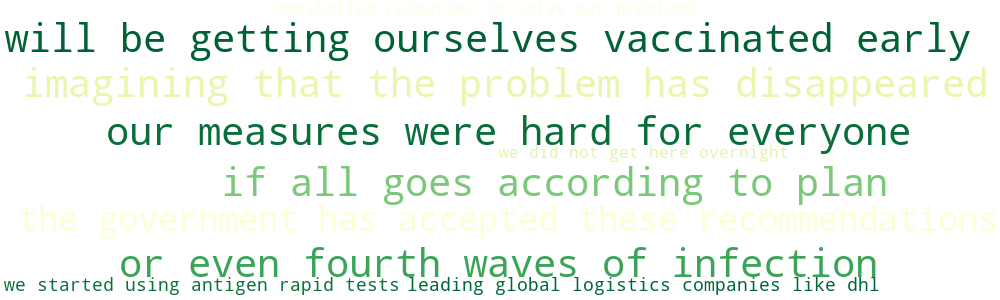 marshalled resources to solve our problems
will be getting ourselves vaccinated early
imagining that the problem has disappeared
our measures were hard for everyone
we did not get here overnight
if all goes according to plan
the government has accepted these recommendations
or even fourth waves of infection
we started using antigen rapid tests
leading global logistics companies like dhl